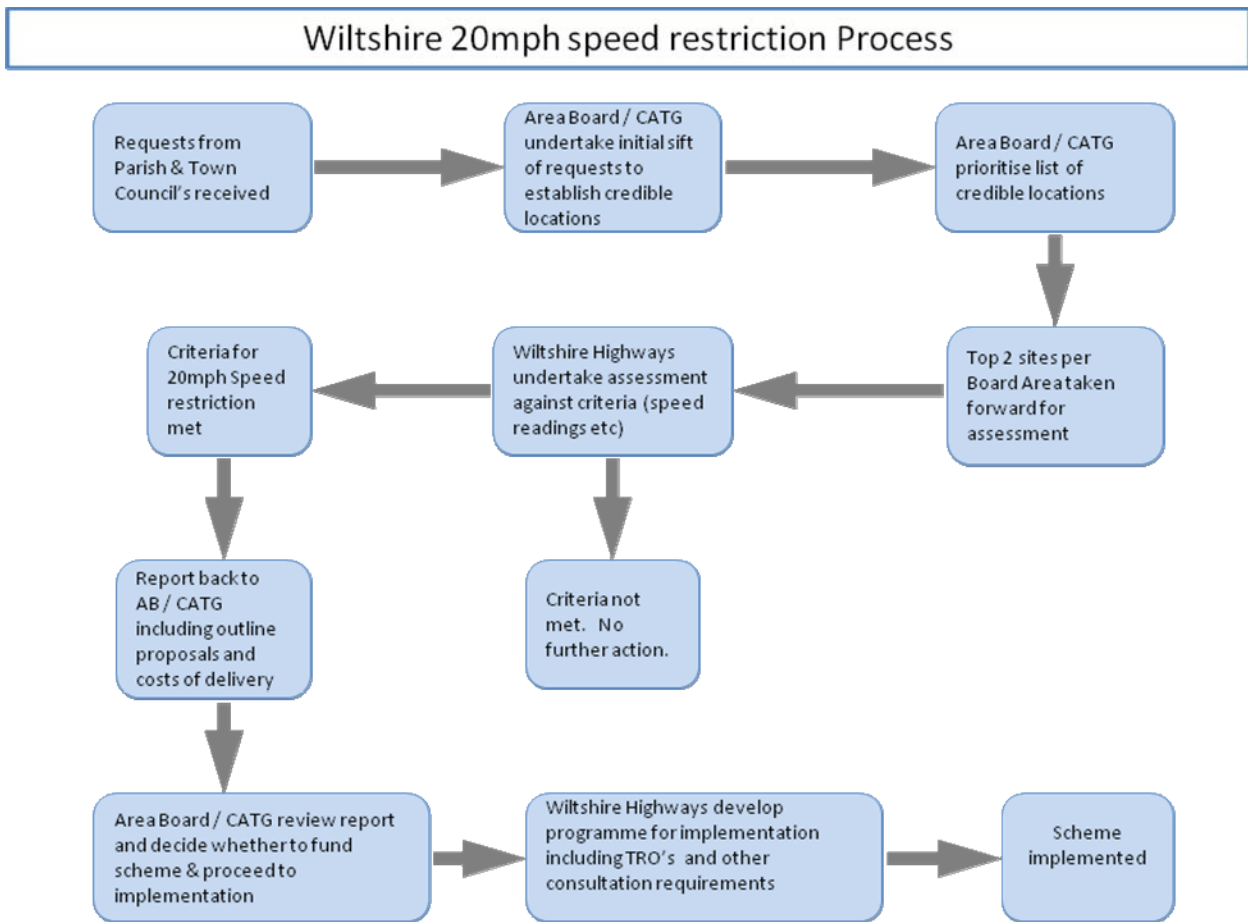 Wiltshire 20mph speed restriction Process
Requests from
Parish & Town
Council's received
Area Board / CATG
undertake initial sift
of requests to
establish credible
locations
Area Board / CATG
prioritise list of
credible locations
Top 2 sites per
Board Area taken
forward for
assessment
Wiltshire Highways
undertake assessment
against criteria (speed
readings etc)
Criteria for
20mph Speed
restriction
met
Criteria not
met. No
further action.
Report back to
AB / CATG
including outline
proposals and
costs of delivery
Area Board / CATG review report
and decide whether to fund
scheme & proceed to
implementation
Wiltshire Highways develop
programme for implementation
including TRO's and other
consultation requirements
Scheme
implemented